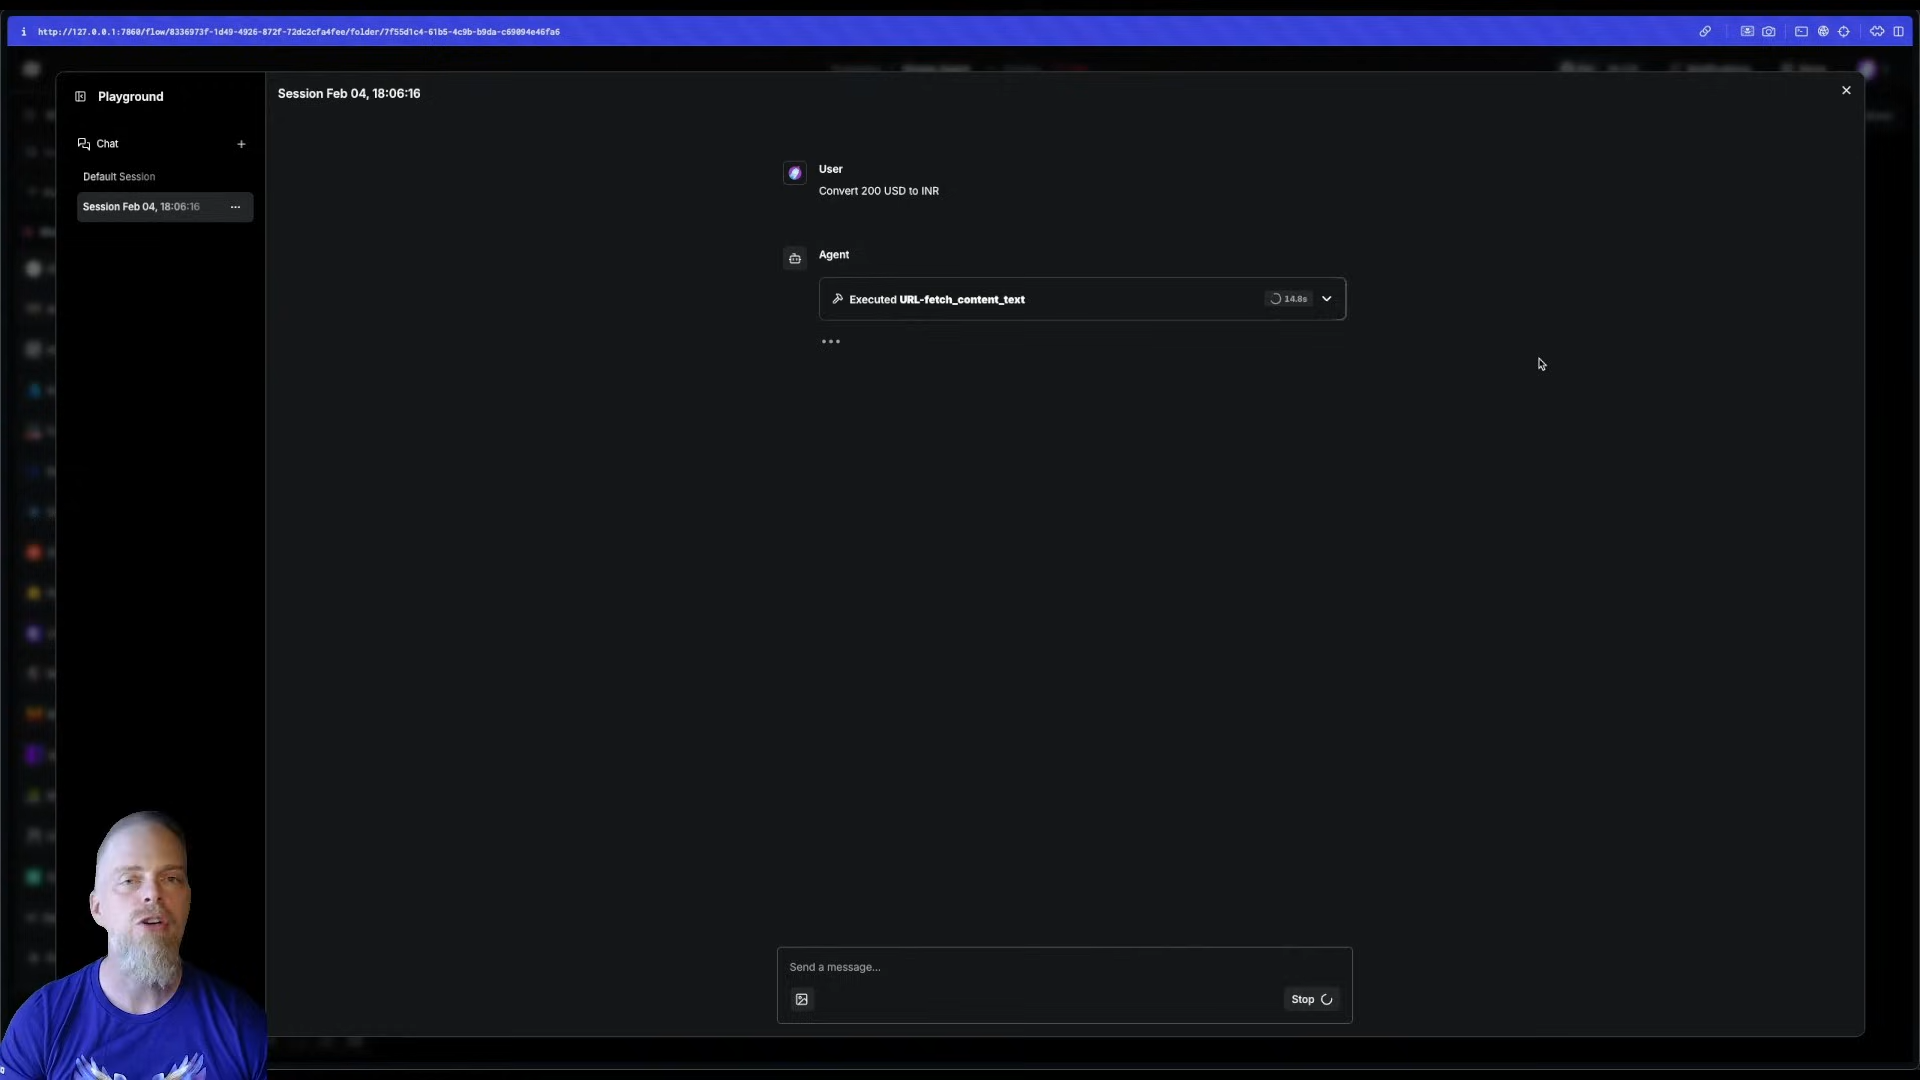 http://127.0.0.1:7860/flow/8336973f-1d49-4926-872f-72dc2cfa4fee/folder/7f55d1c4-61b5-4c9b-b9da-c69094e46fa6
Playground
Session Feb 04, 18:06:16
Chat
Default Session
Session Feb 04, 18:06:16
User
Convert 200 USD to INR
Agent
Executed URL-fetch_content_text
14.8s
Send a message...
Stop